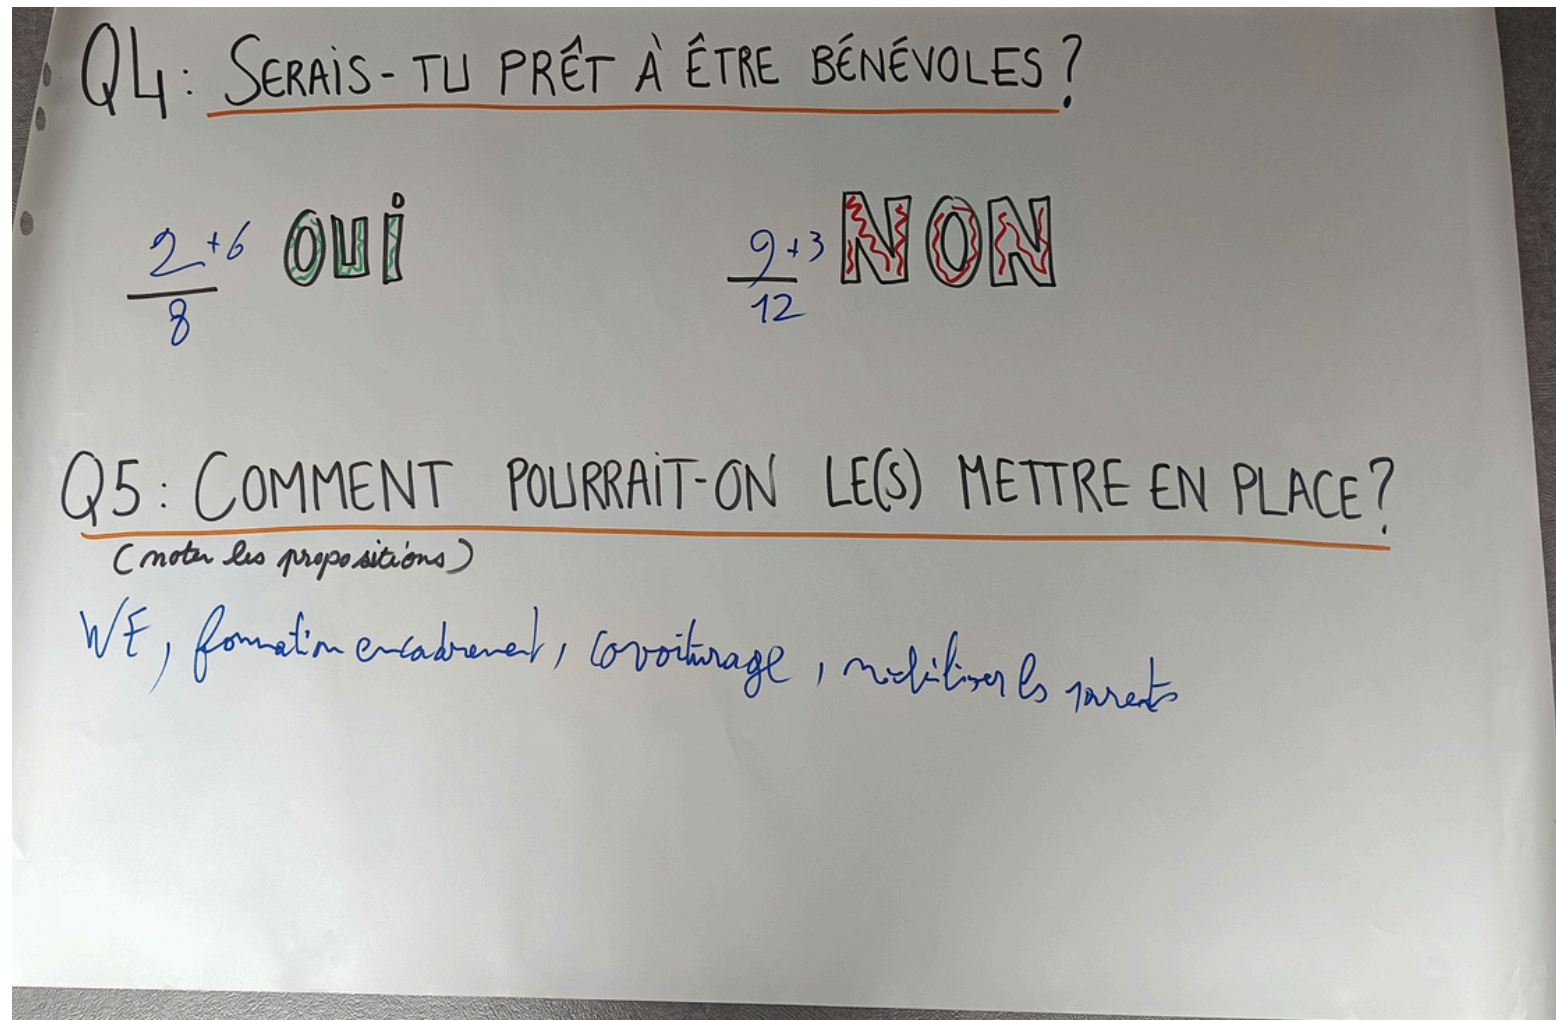 Q4 : SERAIS-TU PRÊT À ÊTRE BÉNÉVOLES ?
2 +6 OUI 9 +3 NON
8 12
Q5 : COMMENT POURRAIT-ON LE(S) METTRE EN PLACE ?
(noter les propositions)
WE, formation encadrement, covoiturage, mobiliser les parents